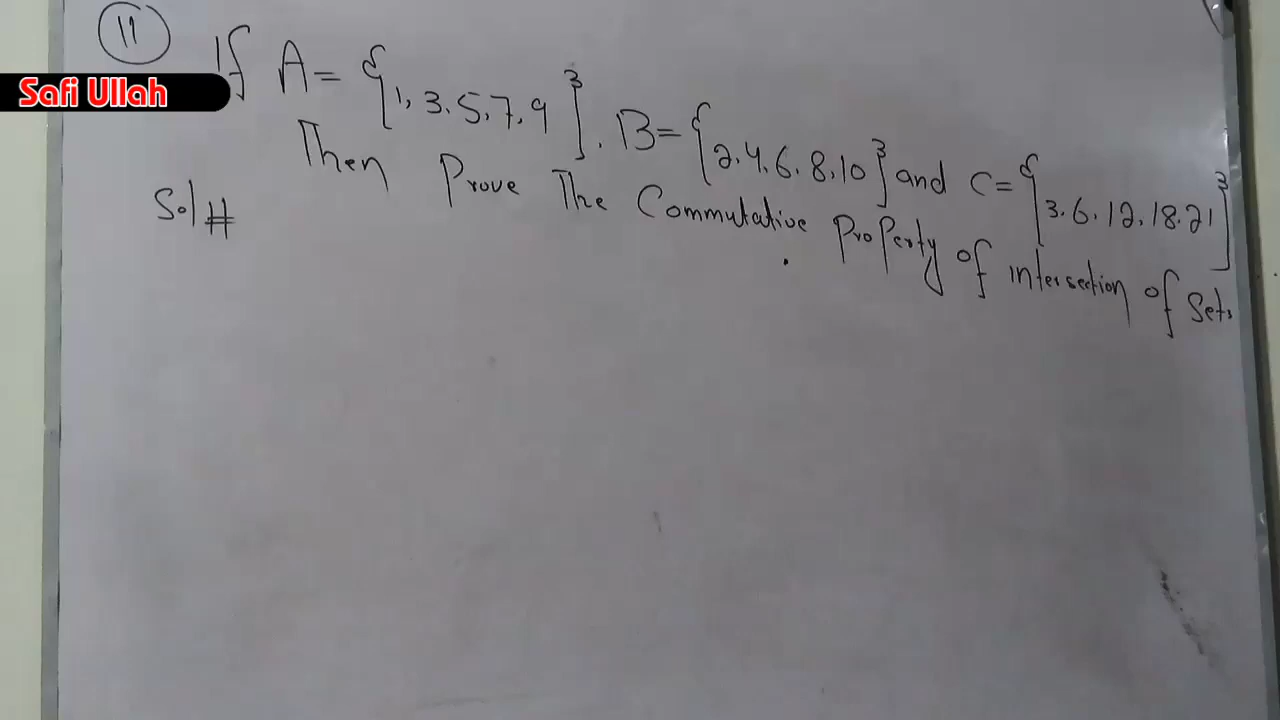 11
If A = {1, 3. 5, 7, 9}. B = {2. 4. 6. 8. 10} and C = {3. 6. 12. 18. 21}
Safi Ullah
Then Prove The Commutative Property of intersection of Sets.
Sol #